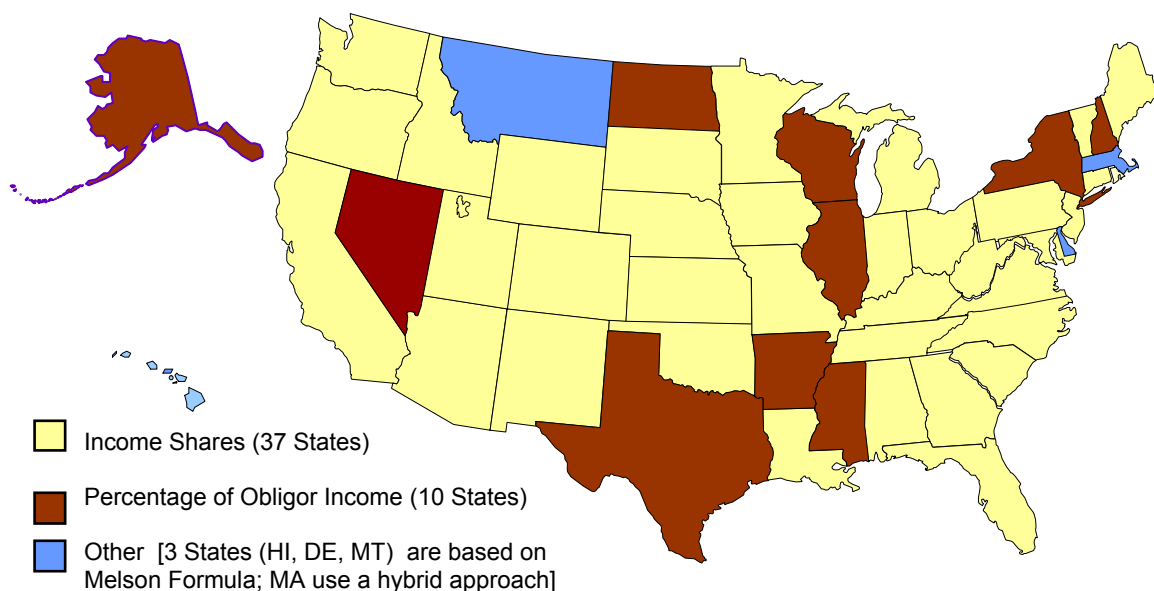 Income Shares (37 States)
Percentage of Obligor Income (10 States)
Other [3 States (HI, DE, MT) are based on
Melson Formula; MA use a hybrid approach]